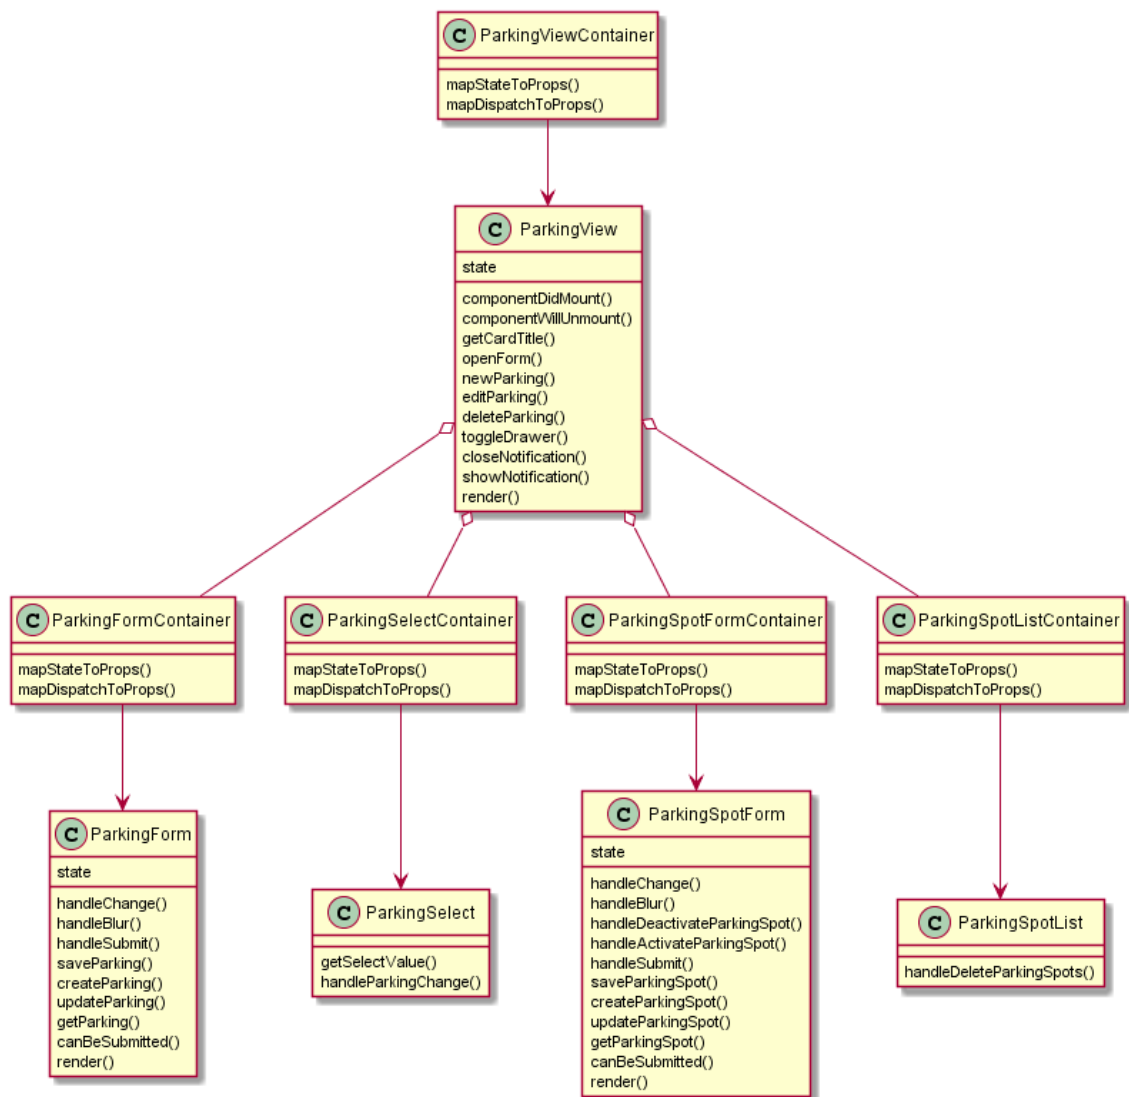 C ParkingViewContainer
mapStateToProps()
mapDispatchToProps()
C ParkingView
state
componentDidMount()
componentWillUnmount()
getCardTitle()
openForm()
newParking()
editParking()
deleteParking()
toggleDrawer()
closeNotification()
showNotification()
render()
C ParkingFormContainer
mapStateToProps()
mapDispatchToProps()
C ParkingSelectContainer
mapStateToProps()
mapDispatchToProps()
C ParkingSpotFormContainer
mapStateToProps()
mapDispatchToProps()
C ParkingSpotListContainer
mapStateToProps()
mapDispatchToProps()
C ParkingForm
state
handleChange()
handleBlur()
handleSubmit()
saveParking()
createParking()
updateParking()
getParking()
canBeSubmitted()
render()
C ParkingSelect
getSelectValue()
handleParkingChange()
C ParkingSpotForm
state
handleChange()
handleBlur()
handleDeactivateParkingSpot()
handleActivateParkingSpot()
handleSubmit()
saveParkingSpot()
createParkingSpot()
updateParkingSpot()
getParkingSpot()
canBeSubmitted()
render()
C ParkingSpotList
handleDeleteParkingSpots()